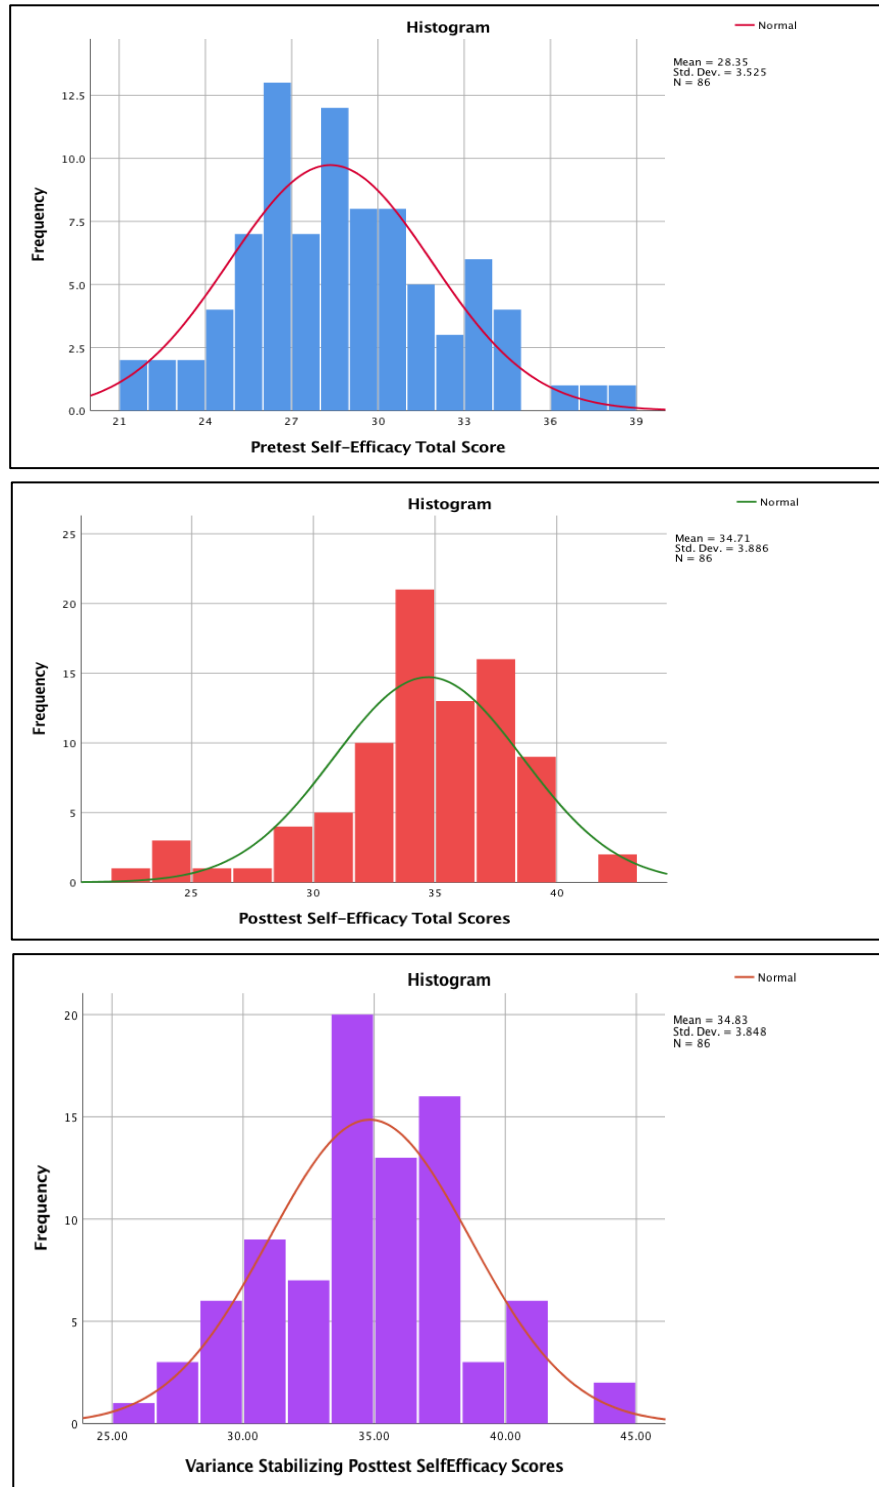 Histogram
Normal
Mean = 28.35
Std. Dev. = 3.525
N = 86
Frequency
12.5
10.0
7.5
5.0
2.5
0.0
21 24 27 30 33 36 39
Pretest Self-Efficacy Total Score
Histogram
Normal
Mean = 34.71
Std. Dev. = 3.886
N = 86
Frequency
25
20
15
10
5
0
25 30 35 40
Posttest Self-Efficacy Total Scores
Histogram
Normal
Mean = 34.83
Std. Dev. = 3.848
N = 86
Frequency
20
15
10
5
0
25.00 30.00 35.00 40.00 45.00
Variance Stabilizing Posttest SelfEfficacy Scores